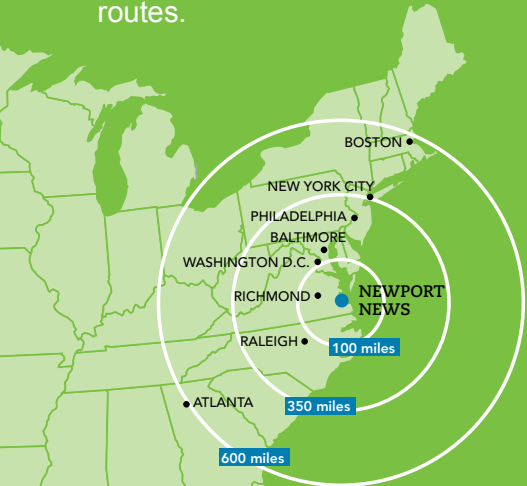 routes.
BOSTON
NEW YORK CITY
PHILADELPHIA
BALTIMORE
WASHINGTON D.C.
RICHMOND
NEWPORT
NEWS
RALEIGH
100 miles
ATLANTA
350 miles
600 miles